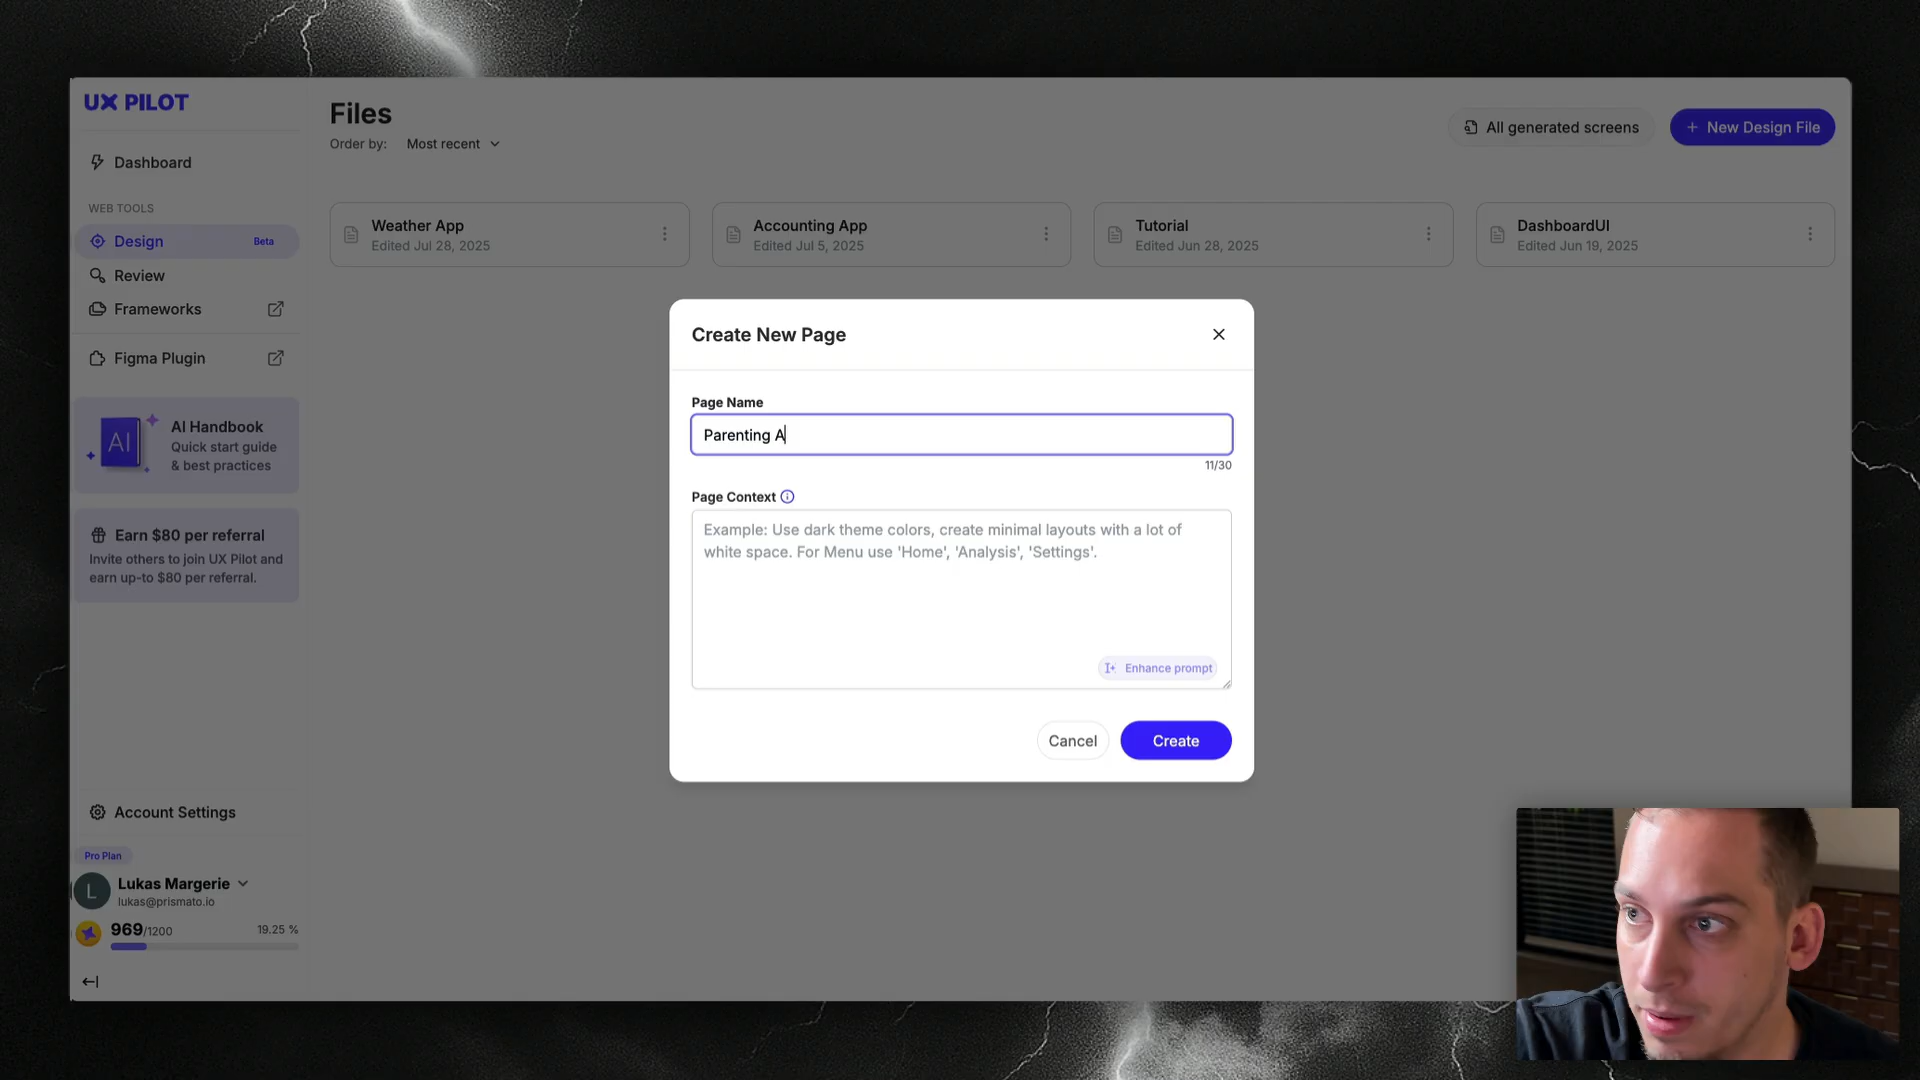 UX PILOT
Dashboard
WEB TOOLS
Design
Beta
Review
Frameworks
Figma Plugin
AI
AI Handbook
Quick start guide
& best practices
Earn $80 per referral
Invite others to join UX Pilot and
earn up-to $80 per referral.
Account Settings
Pro Plan
L
Lukas Margerie
lukas@prismato.io
969/1200
19.25 %
Files
Order by:
Most recent
All generated screens
+ New Design File
Weather App
Edited Jul 28, 2025
Accounting App
Edited Jul 5, 2025
Tutorial
Edited Jun 28, 2025
DashboardUI
Edited Jun 19, 2025
Create New Page
Page Name
Parenting A
11/30
Page Context
Example: Use dark theme colors, create minimal layouts with a lot of
white space. For Menu use 'Home', 'Analysis', 'Settings'.
Enhance prompt
Cancel
Create